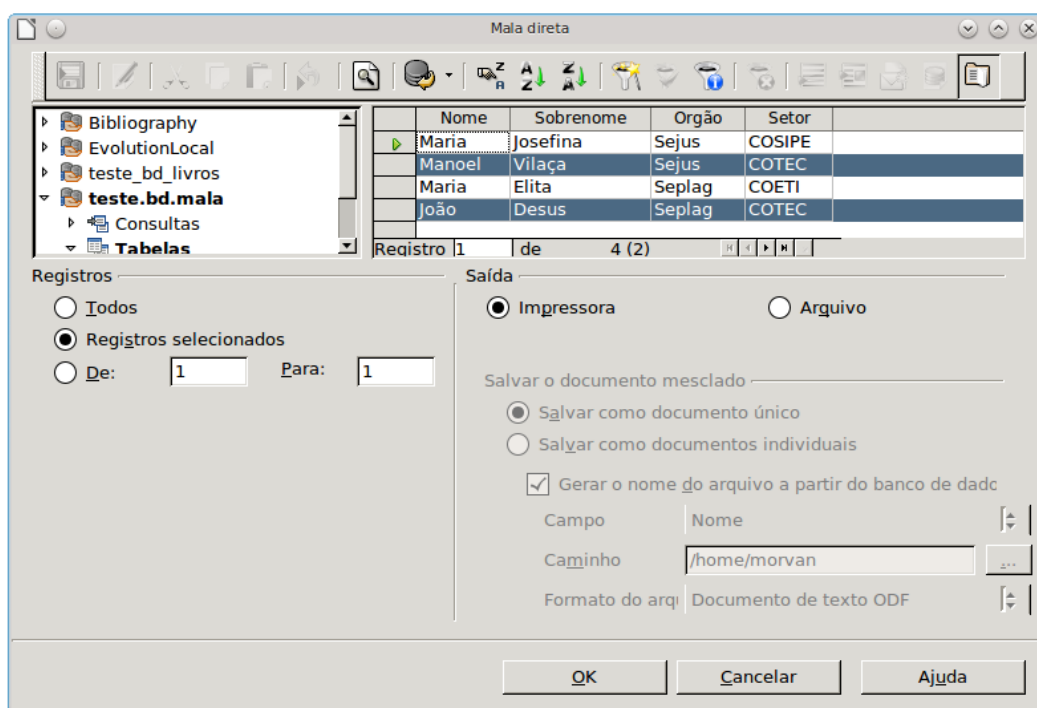 Mala direta
Bibliography
EvolutionLocal
teste_bd_livros
teste.bd.mala
Consultas
Tabelas
Nome Sobrenome Orgão Setor
Maria Josefina Sejus COSIPE
Manoel Vilaça Sejus COTEC
Maria Elita Seplag COETI
João Desus Seplag COTEC
Registro 1 de 4 (2)
Registros
Todos
Registros selecionados
De: 1 Para: 1
Saída
Impressora Arquivo
Salvar o documento mesclado
Salvar como documento único
Salvar como documentos individuais
Gerar o nome do arquivo a partir do banco de dadc
Campo Nome
Caminho /home/morvan ...
Formato do arqu Documento de texto ODF
OK Cancelar Ajuda